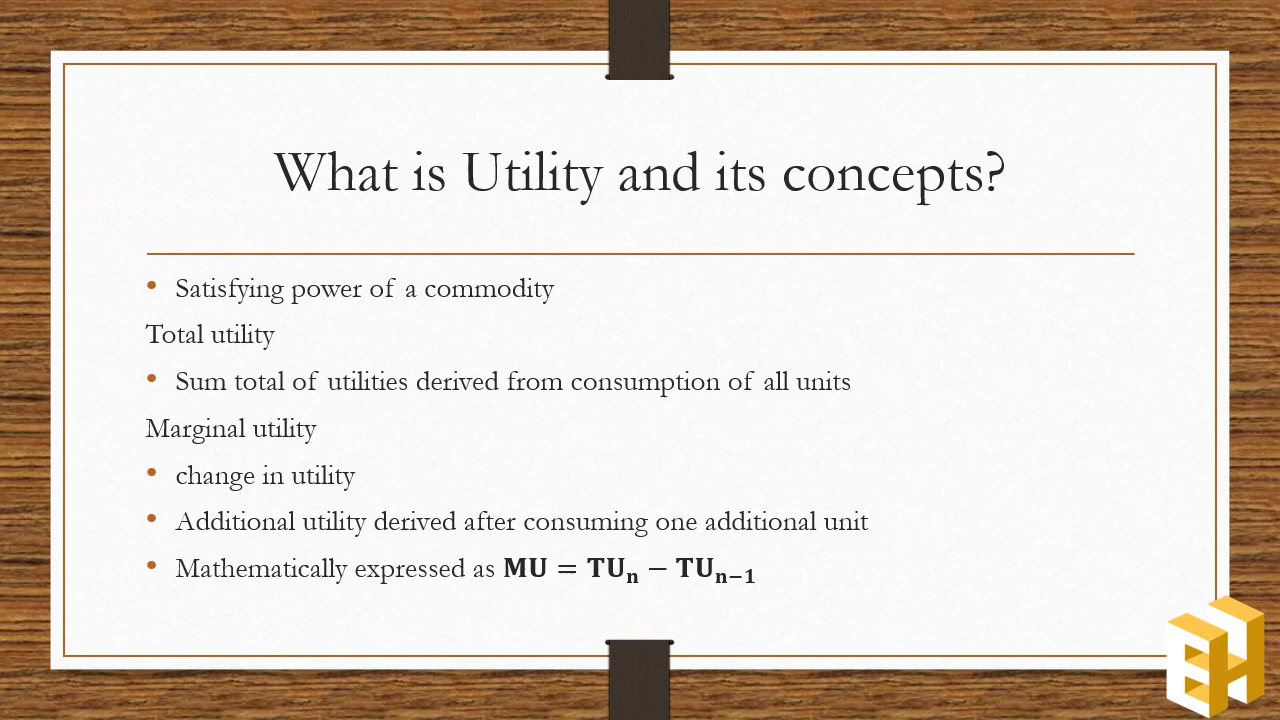 What is Utility and its concepts?
• Satisfying power of a commodity
Total utility
• Sum total of utilities derived from consumption of all units
Marginal utility
• change in utility
• Additional utility derived after consuming one additional unit
• Mathematically expressed as MU = TUₙ − TUₙ₋₁
EH